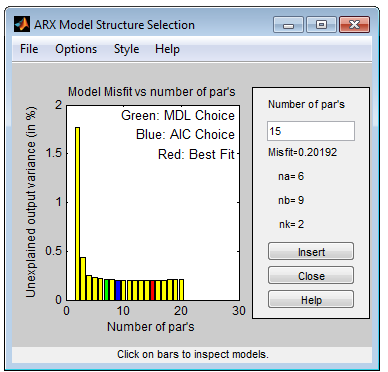 ARX Model Structure Selection
File Options Style Help
Model Misfit vs number of par's
Unexplained output variance (in %)
2
1.5
1
0.5
0
Green: MDL Choice
Blue: AIC Choice
Red: Best Fit
0 10 20 30
Number of par's
Number of par's
15
Misfit=0.20192
na= 6
nb= 9
nk= 2
Insert
Close
Help
Click on bars to inspect models.